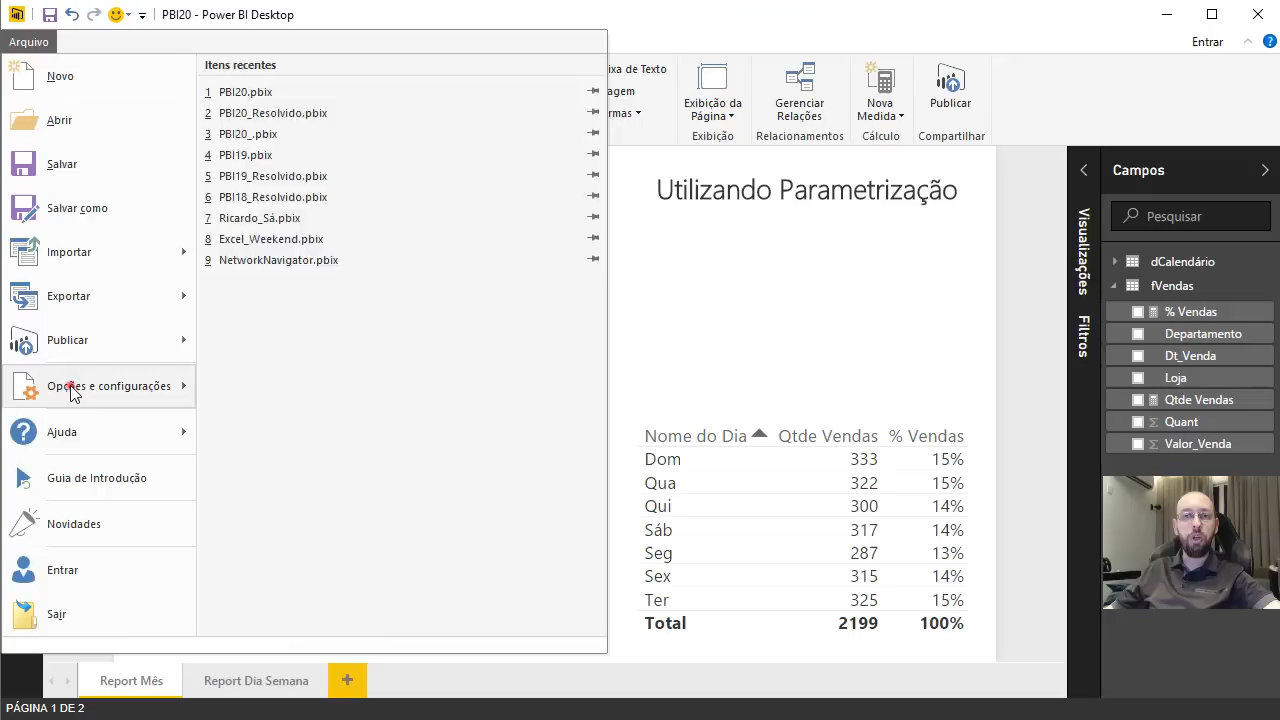 PBI20 - Power BI Desktop
Arquivo
Entrar
Novo
Abrir
Salvar
Salvar como
Importar
Exportar
Publicar
Opções e configurações
Ajuda
Guia de Introdução
Novidades
Entrar
Sair
Itens recentes
1 PBI20.pbix
2 PBI20_Resolvido.pbix
3 PBI20_.pbix
4 PBI19.pbix
5 PBI19_Resolvido.pbix
6 PBI18_Resolvido.pbix
7 Ricardo_Sá.pbix
8 Excel_Weekend.pbix
9 NetworkNavigator.pbix
ixa de Texto
agem
rmas
Exibição da
Página
Exibição
Gerenciar
Relações
Relacionamentos
Nova
Medida
Cálculo
Publicar
Compartilhar
Utilizando Parametrização
Nome do Dia Qtde Vendas % Vendas
Dom 333 15%
Qua 322 15%
Qui 300 14%
Sáb 317 14%
Seg 287 13%
Sex 315 14%
Ter 325 15%
Total 2199 100%
Visualizações
Filtros
Campos
Pesquisar
dCalendário
fVendas
% Vendas
Departamento
Dt_Venda
Loja
Qtde Vendas
Σ Quant
Σ Valor_Venda
Report Mês
Report Dia Semana
+
PÁGINA 1 DE 2